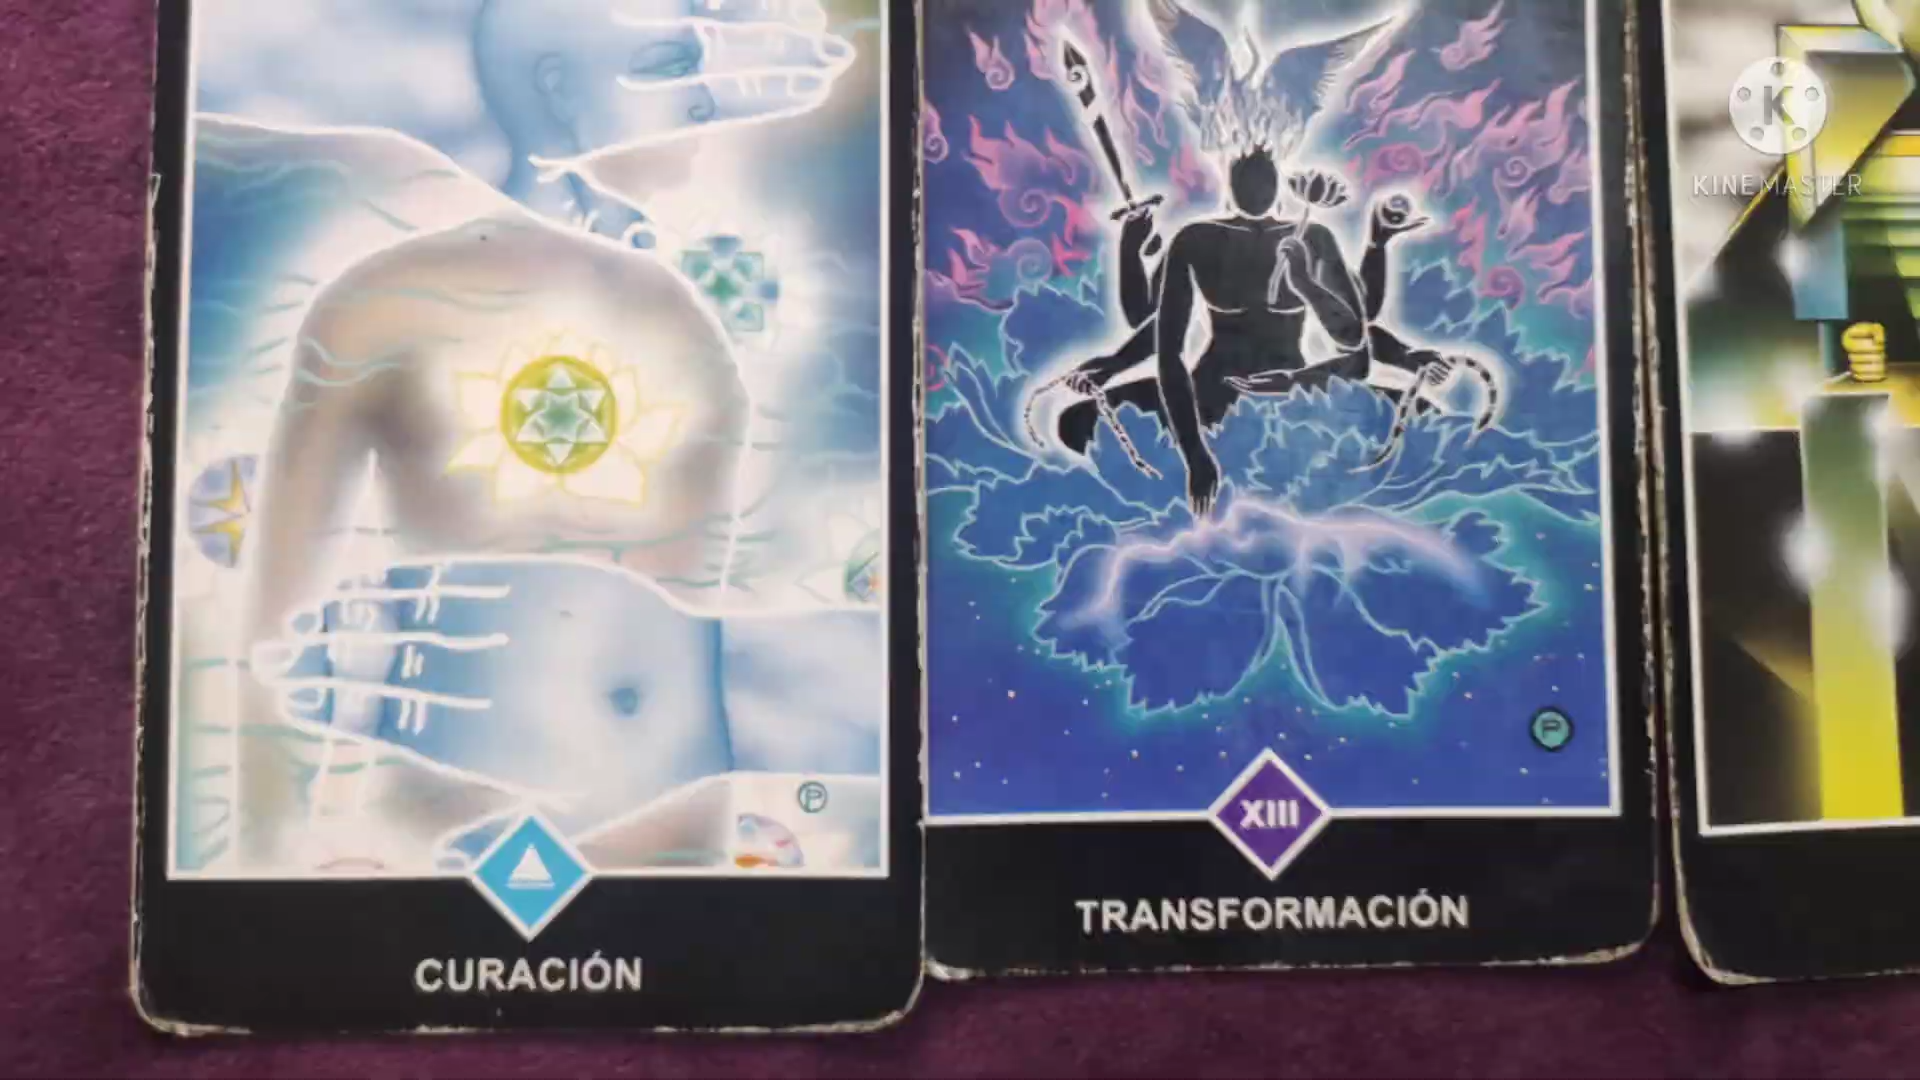 K
KINEMASTER
P
P
XIII
TRANSFORMACIÓN
CURACIÓN